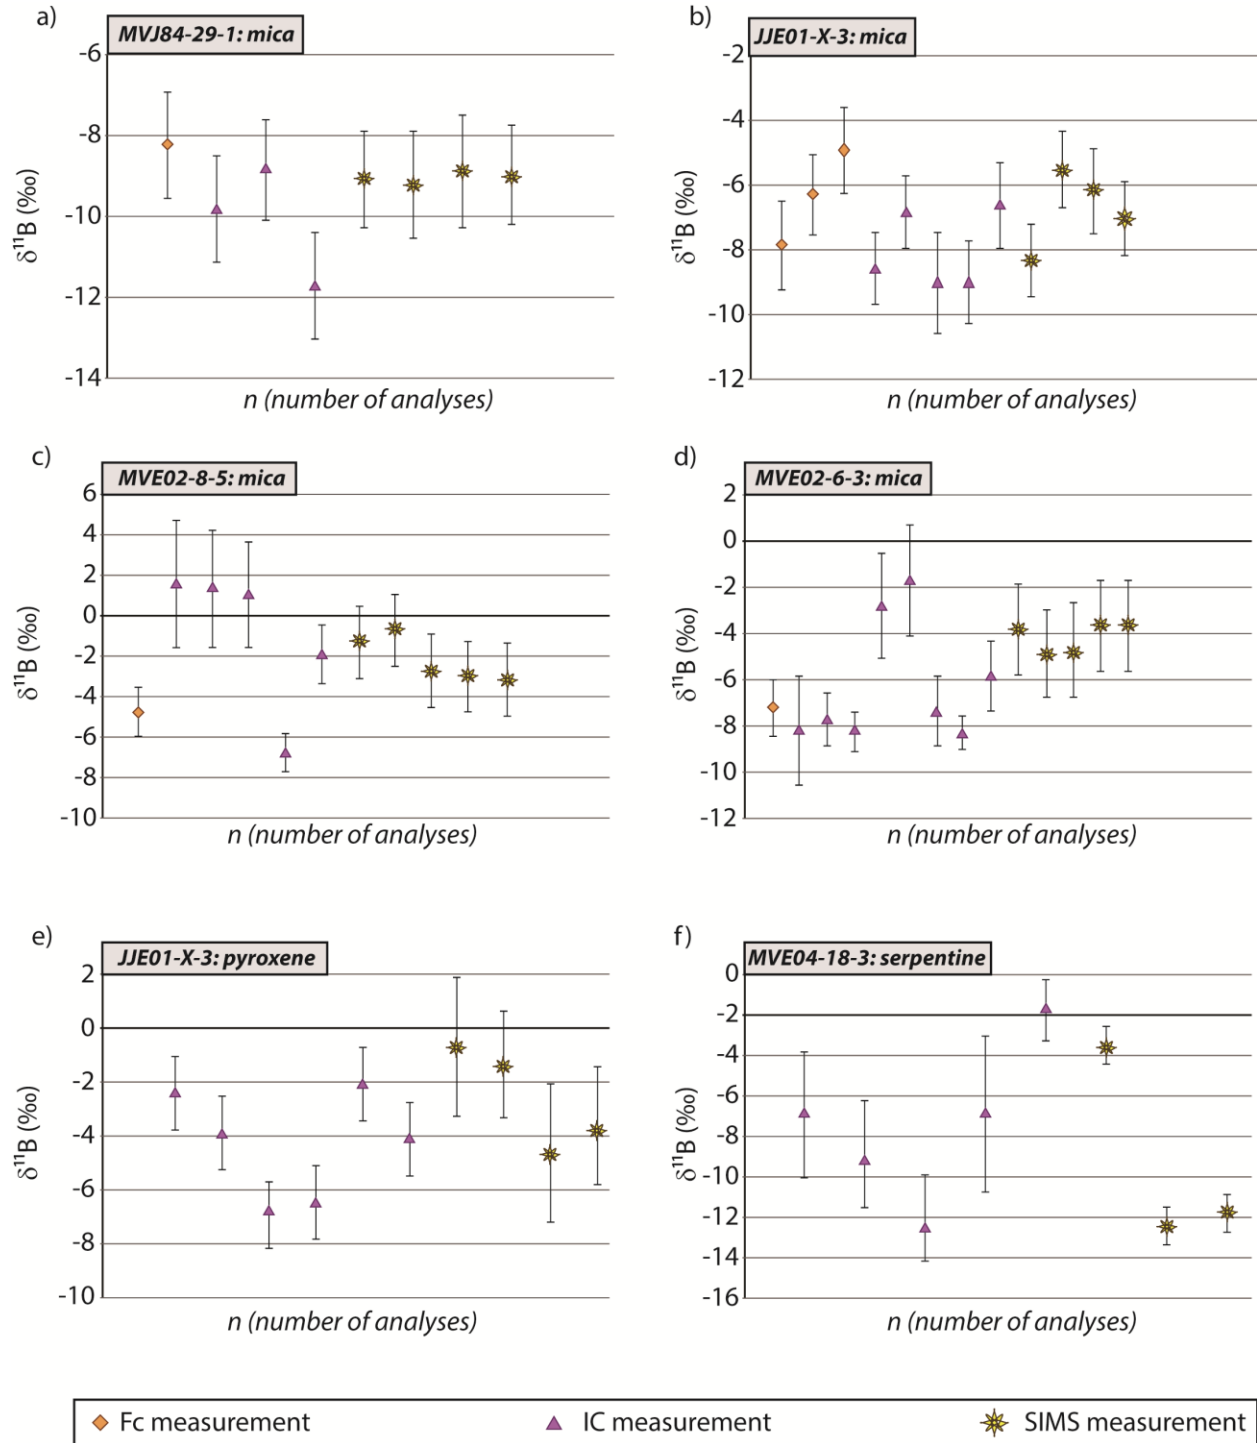 a)
MVJ84-29-1: mica
-6
-8
-10
-12
-14
δ¹¹B (‰)
n (number of analyses)
b)
JJE01-X-3: mica
-2
-4
-6
-8
-10
-12
δ¹¹B (‰)
n (number of analyses)
c)
MVE02-8-5: mica
6
4
2
0
-2
-4
-6
-8
-10
δ¹¹B (‰)
n (number of analyses)
d)
MVE02-6-3: mica
2
0
-2
-4
-6
-8
-10
-12
δ¹¹B (‰)
n (number of analyses)
e)
JJE01-X-3: pyroxene
2
0
-2
-4
-6
-8
-10
δ¹¹B (‰)
n (number of analyses)
f)
MVE04-18-3: serpentine
0
-2
-4
-6
-8
-10
-12
-14
-16
δ¹¹B (‰)
n (number of analyses)
Fc measurement
IC measurement
SIMS measurement